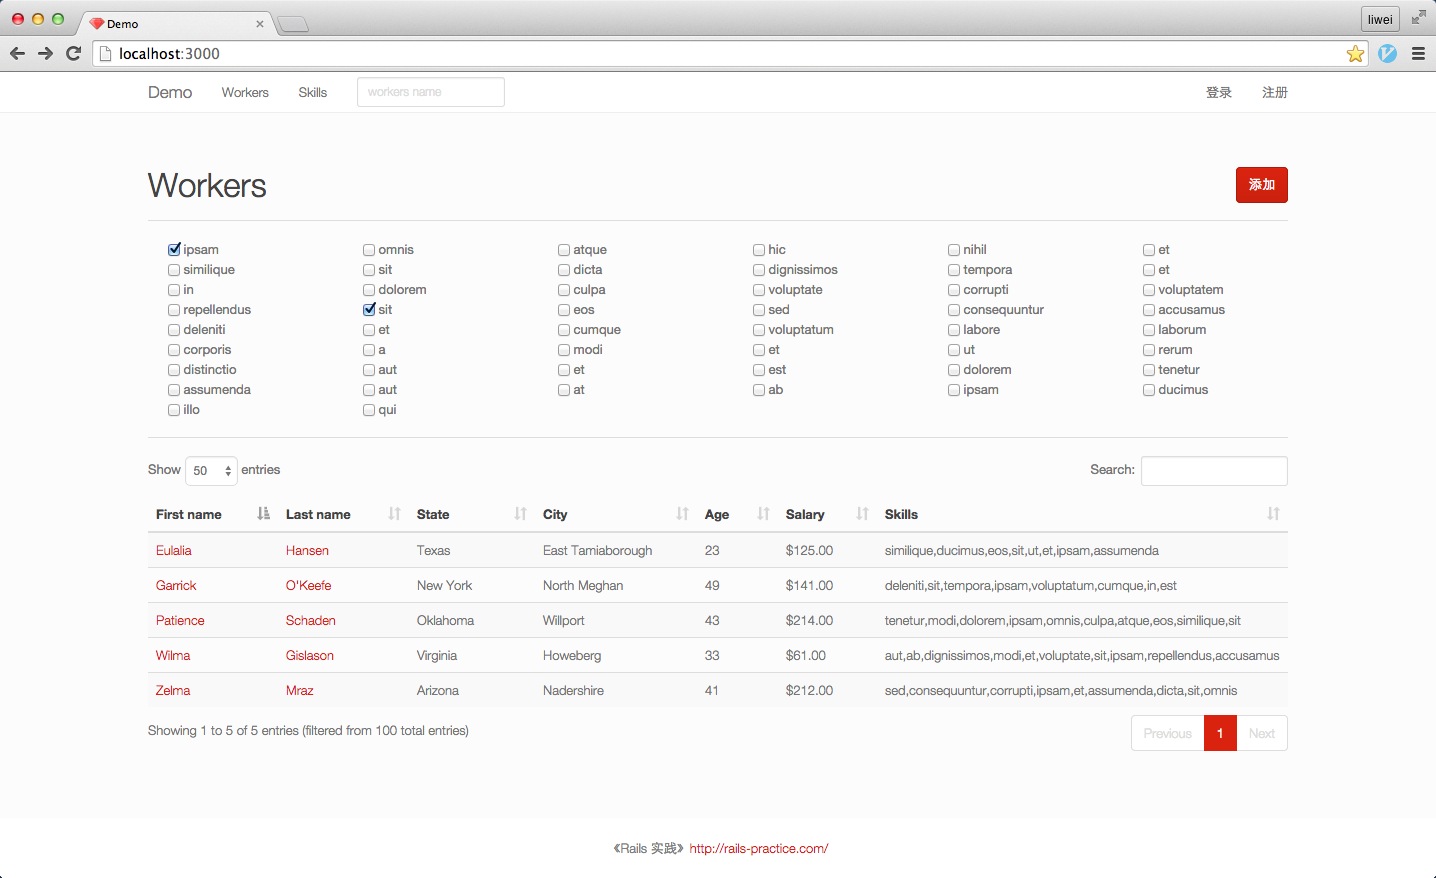 Demo
liwei
localhost:3000
Demo Workers Skills workers name 登录 注册
Workers 添加
ipsam omnis atque hic nihil et
similique sit dicta dignissimos tempora et
in dolorem culpa voluptate corrupti voluptatem
repellendus sit eos sed consequuntur accusamus
deleniti et cumque voluptatum labore laborum
corporis a modi et ut rerum
distinctio aut et est dolorem tenetur
assumenda aut at ab ipsam ducimus
illo qui
Show 50 entries Search:
First name Last name State City Age Salary Skills
Eulalia Hansen Texas East Tamiaborough 23 $125.00 similique,ducimus,eos,sit,ut,et,ipsam,assumenda
Garrick O'Keefe New York North Meghan 49 $141.00 deleniti,sit,tempora,ipsam,voluptatum,cumque,in,est
Patience Schaden Oklahoma Willport 43 $214.00 tenetur,modi,dolorem,ipsam,omnis,culpa,atque,eos,similique,sit
Wilma Gislason Virginia Howeberg 33 $61.00 aut,ab,dignissimos,modi,et,voluptate,sit,ipsam,repellendus,accusamus
Zelma Mraz Arizona Nadershire 41 $212.00 sed,consequuntur,corrupti,ipsam,et,assumenda,dicta,sit,omnis
Showing 1 to 5 of 5 entries (filtered from 100 total entries) Previous 1 Next
《Rails 实践》 http://rails-practice.com/